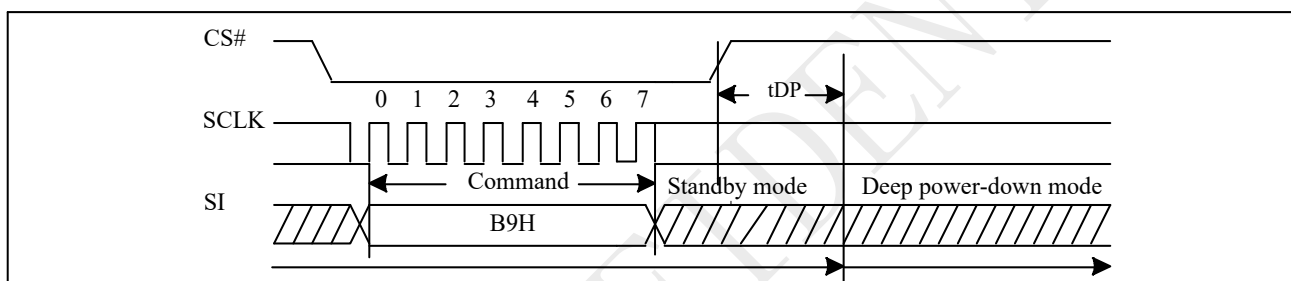 CS#
tDP
0 1 2 3 4 5 6 7
SCLK
Command
Standby mode
Deep power-down mode
SI
B9H